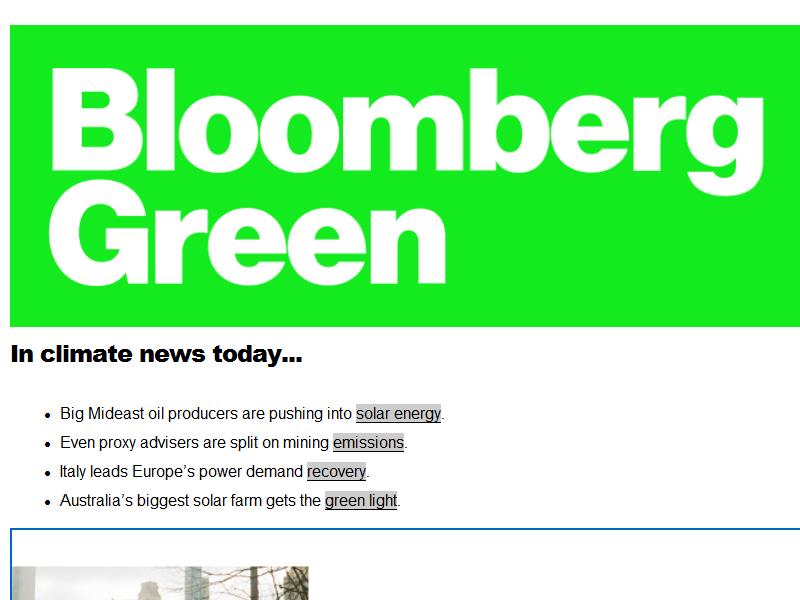 Bloomberg
Green
In climate news today...
• Big Mideast oil producers are pushing into solar energy.
• Even proxy advisers are split on mining emissions.
• Italy leads Europe’s power demand recovery.
• Australia’s biggest solar farm gets the green light.